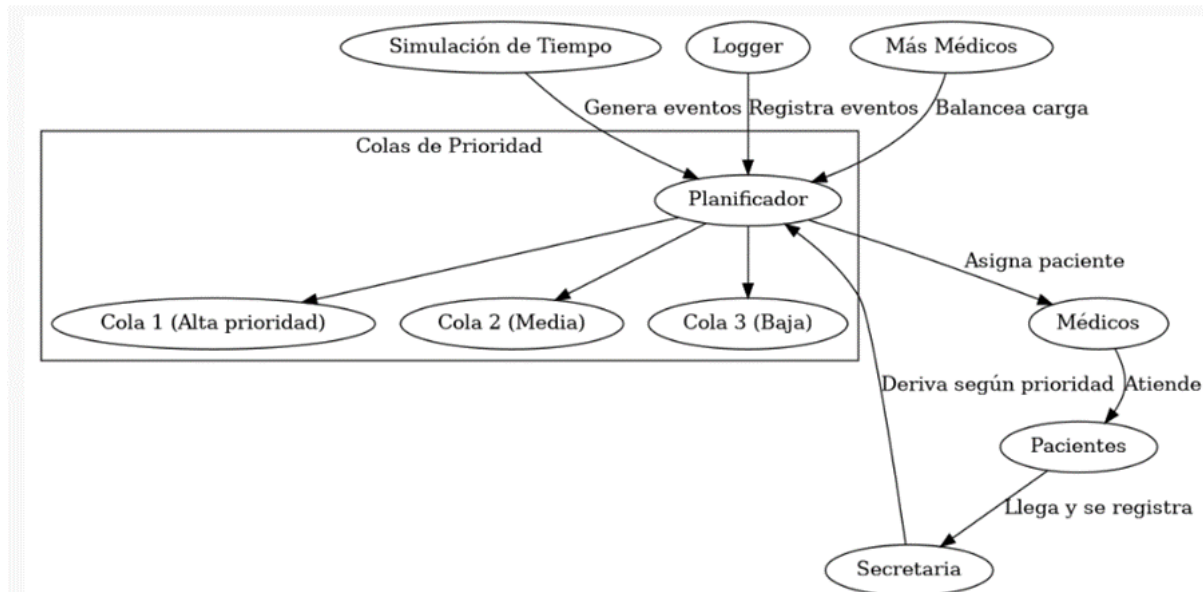 Simulación de Tiempo
Logger
Más Médicos
Genera eventos
Registra eventos
Balancea carga
Colas de Prioridad
Planificador
Asigna paciente
Cola 1 (Alta prioridad)
Cola 2 (Media)
Cola 3 (Baja)
Médicos
Deriva según prioridad
Atiende
Pacientes
Llega y se registra
Secretaria